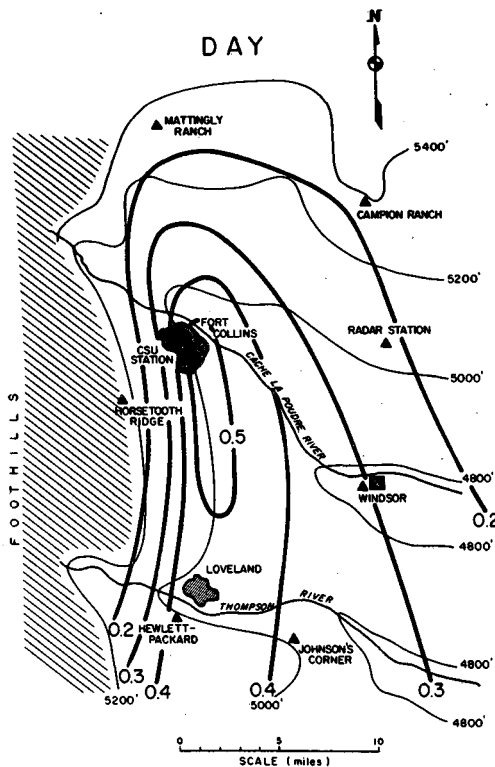 DAY
N
MATTINGLY
RANCH
5400'
CAMPION RANCH
5200'
FORT
COLLINS
CSU
STATION
RADAR STATION
5000'
CACHE LA POUDRE RIVER
HORSETOOTH
RIDGE
FOOTHILLS
0.5
4800'
WINDSOR
0.2
4800'
LOVELAND
THOMPSON RIVER
0.2
HEWLETT-
PACKARD
JOHNSON'S
CORNER
4800'
0.3
0.4
0.4
0.3
5200'
5000'
4800'
0 5 10
SCALE (miles)